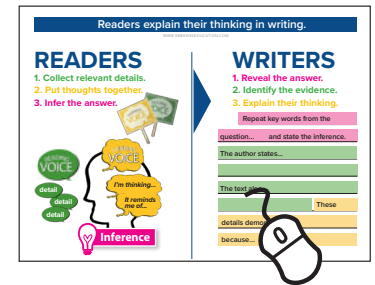 Readers explain their thinking in writing.
READERS
1. Collect relevant details.
2. Put thoughts together.
3. Infer the answer.
READING
VOICE
detail
detail
detail
VOICE
I'm thinking...
It reminds
me of...
Inference
WRITERS
1. Reveal the answer.
2. Identify the evidence.
3. Explain their thinking.
Repeat key words from the
question... and state the inference.
The author states...
The text
These
details
because...